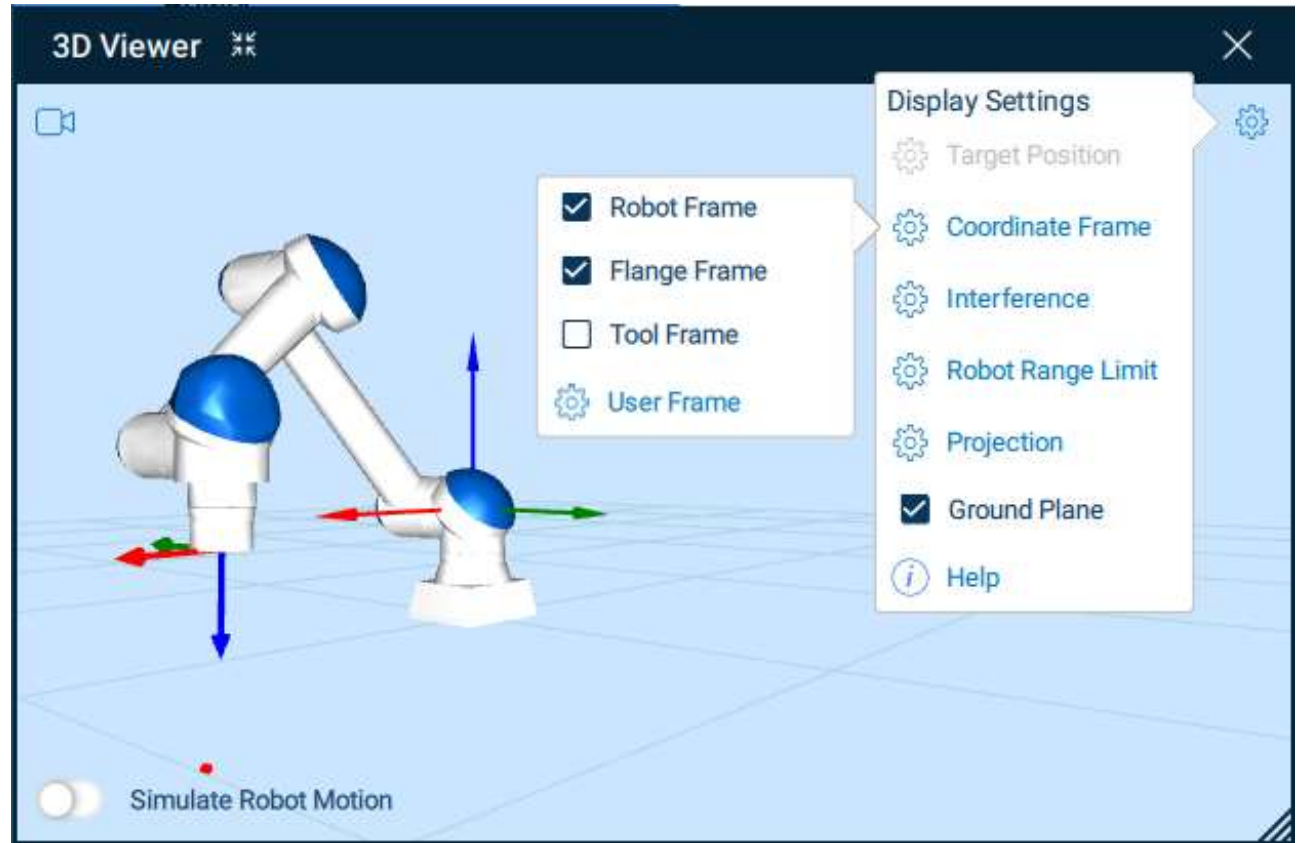 3D Viewer
Display Settings
Target Position
Coordinate Frame
Interference
Robot Range Limit
Projection
Ground Plane
Help
Robot Frame
Flange Frame
Tool Frame
User Frame
Simulate Robot Motion